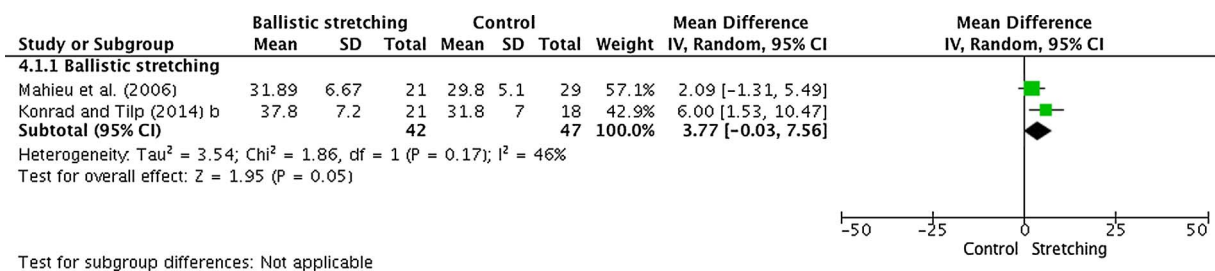 Ballistic stretching Control Mean Difference Mean Difference
Study or Subgroup Mean SD Total Mean SD Total Weight IV, Random, 95% CI IV, Random, 95% CI
4.1.1 Ballistic stretching
Mahieu et al. (2006) 31.89 6.67 21 29.8 5.1 29 57.1% 2.09 [-1.31, 5.49]
Konrad and Tilp (2014) b 37.8 7.2 21 31.8 7 18 42.9% 6.00 [1.53, 10.47]
Subtotal (95% CI) 42 47 100.0% 3.77 [-0.03, 7.56]
Heterogeneity: Tau² = 3.54; Chi² = 1.86, df = 1 (P = 0.17); I² = 46%
Test for overall effect: Z = 1.95 (P = 0.05)
-50 -25 0 25 50
Control Stretching
Test for subgroup differences: Not applicable